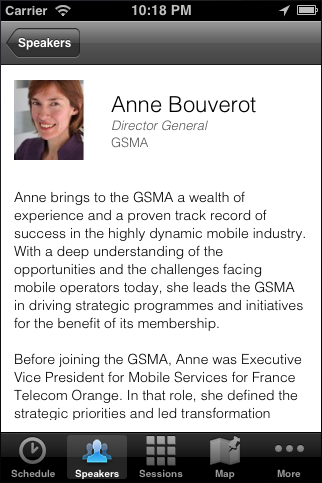 Carrier 10:18 PM
Speakers
Anne Bouverot
Director General
GSMA
Anne brings to the GSMA a wealth of
experience and a proven track record of
success in the highly dynamic mobile industry.
With a deep understanding of the
opportunities and the challenges facing
mobile operators today, she leads the GSMA
in driving strategic programmes and initiatives
for the benefit of its membership.
Before joining the GSMA, Anne was Executive
Vice President for Mobile Services for France
Telecom Orange. In that role, she defined the
strategic priorities and led transformation
Schedule Speakers Sessions Map More